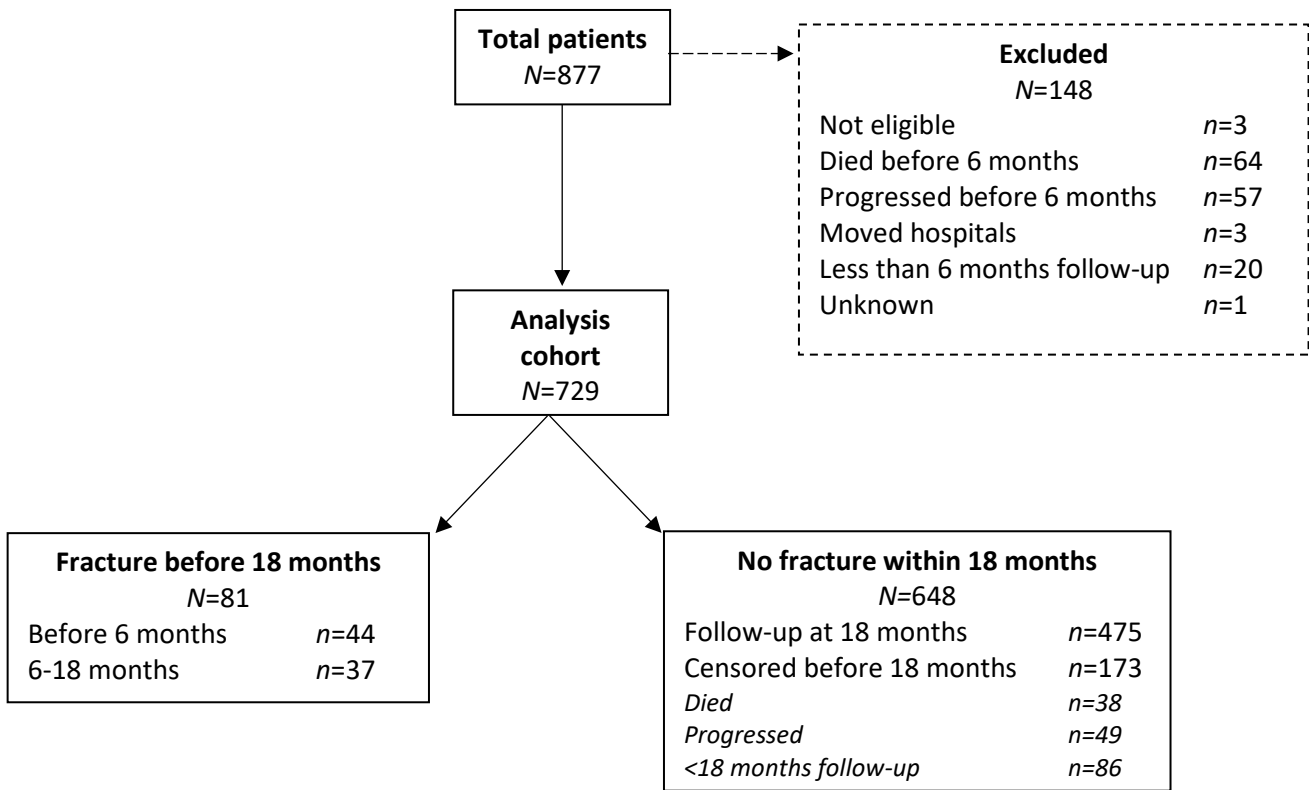 Total patients
N=877
Excluded
N=148
Not eligible n=3
Died before 6 months n=64
Progressed before 6 months n=57
Moved hospitals n=3
Less than 6 months follow-up n=20
Unknown n=1
Analysis
cohort
N=729
Fracture before 18 months
N=81
Before 6 months n=44
6-18 months n=37
No fracture within 18 months
N=648
Follow-up at 18 months n=475
Censored before 18 months n=173
Died n=38
Progressed n=49
<18 months follow-up n=86